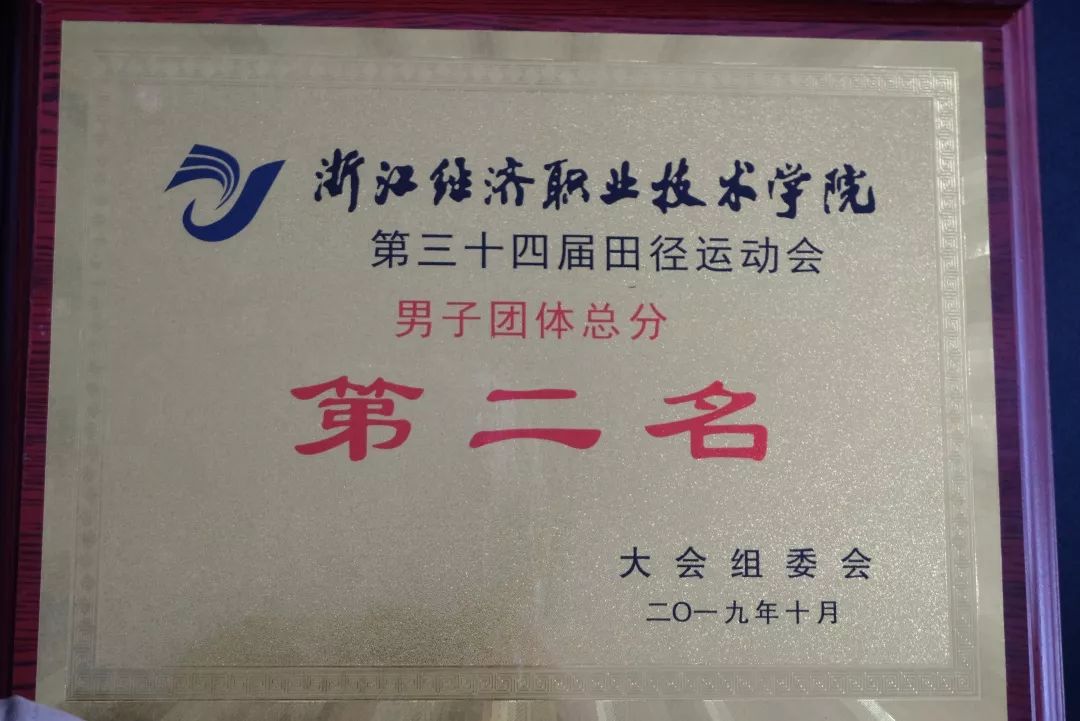 浙江经济职业技术学院
第三十四届田径运动会
男子团体总分
第二名
大会组委会
二〇一九年十月